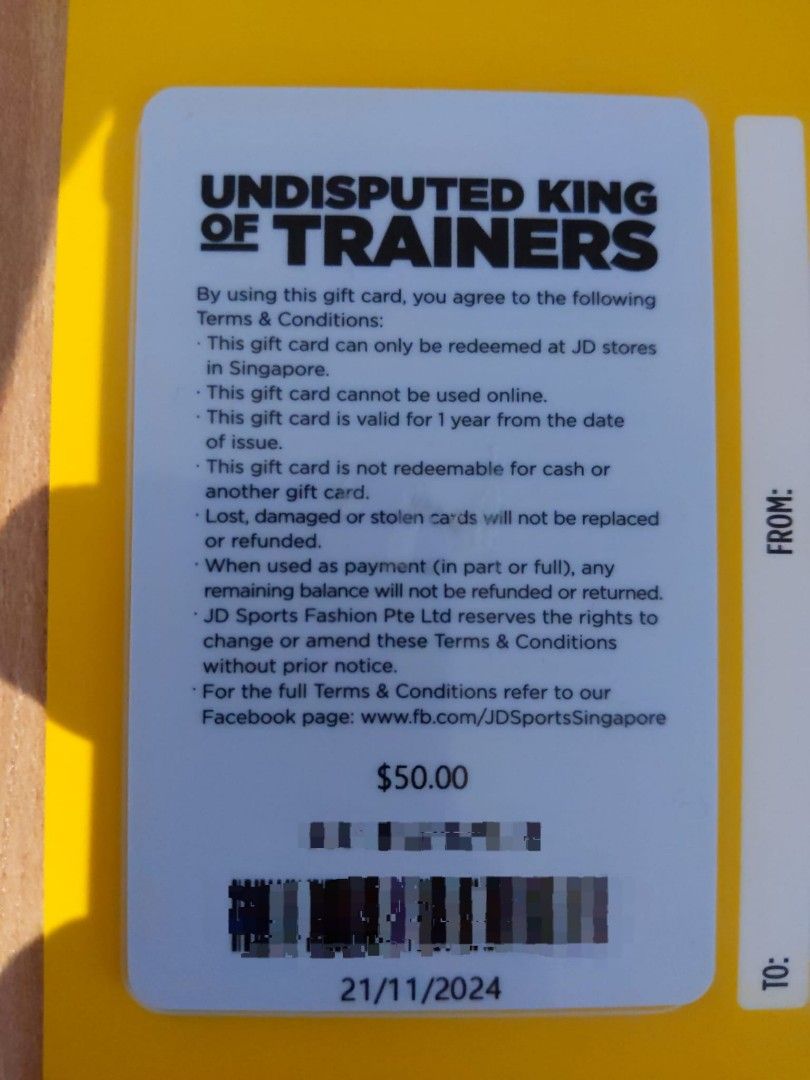 UNDISPUTED KING
OF TRAINERS
By using this gift card, you agree to the following
Terms & Conditions:
· This gift card can only be redeemed at JD stores
in Singapore.
· This gift card cannot be used online.
· This gift card is valid for 1 year from the date
of issue.
· This gift card is not redeemable for cash or
another gift card.
· Lost, damaged or stolen cards will not be replaced
or refunded.
· When used as payment (in part or full), any
remaining balance will not be refunded or returned.
· JD Sports Fashion Pte Ltd reserves the rights to
change or amend these Terms & Conditions
without prior notice.
· For the full Terms & Conditions refer to our
Facebook page: www.fb.com/JDSportsSingapore
$50.00
21/11/2024
TO:
FROM: